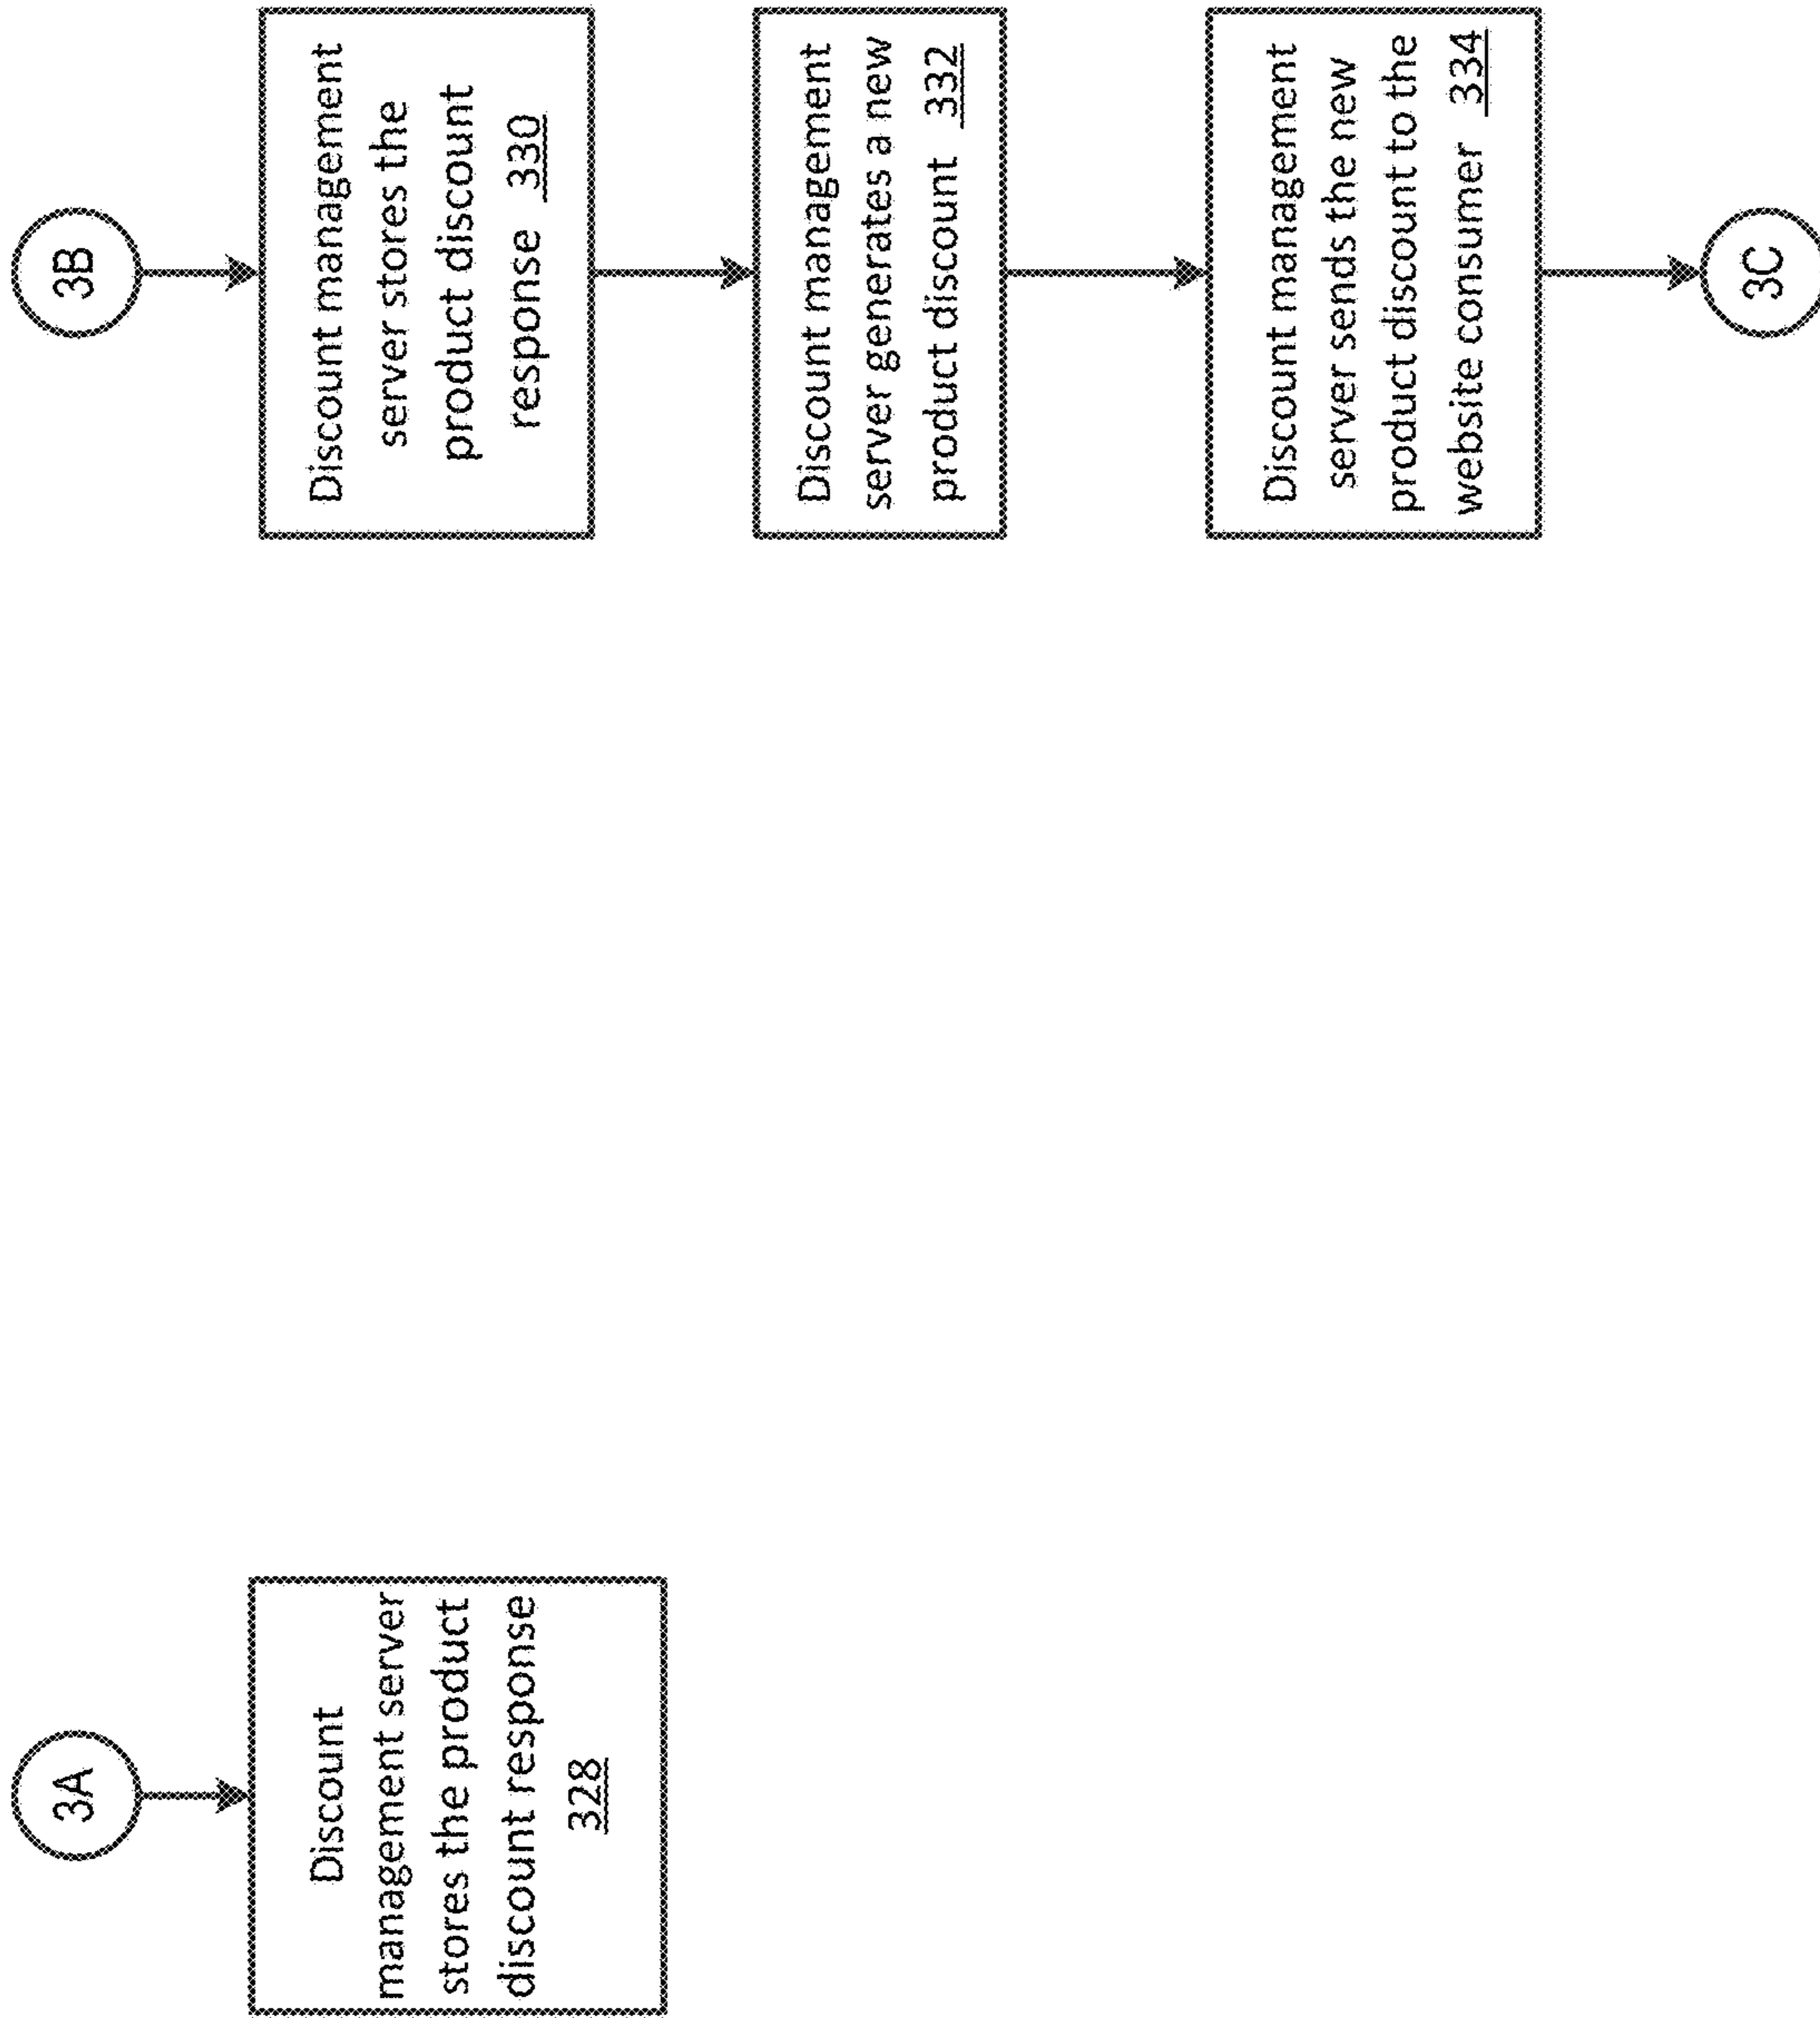 3A
Discount
management server
stores the product
discount response
328
3B
Discount management
server stores the
product discount
response 330
Discount management
server generates a new
product discount 332
Discount management
server sends the new
product discount to the
website consumer 334
3C